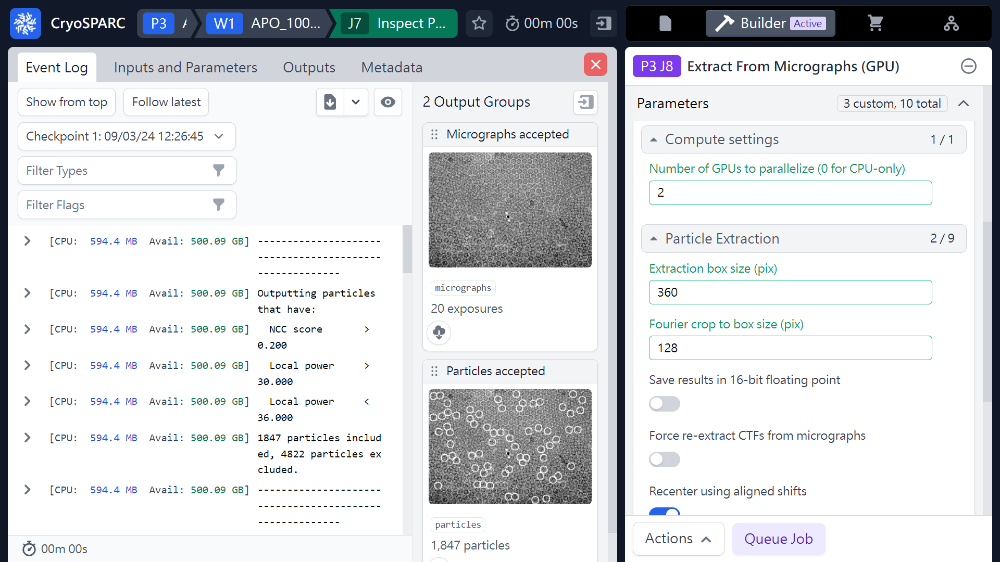 CryoSPARC
P3
W1 APO_100...
J7 Inspect P...
00m 00s
Builder Active
Event Log
Inputs and Parameters
Outputs
Metadata
Show from top
Follow latest
Checkpoint 1: 09/03/24 12:26:45
Filter Types
Filter Flags
[CPU: 594.4 MB Avail: 500.09 GB] ---------------------
---------------------
--------------
[CPU: 594.4 MB Avail: 500.09 GB] Outputting particles
that have:
[CPU: 594.4 MB Avail: 500.09 GB] NCC score >
0.200
[CPU: 594.4 MB Avail: 500.09 GB] Local power >
30.000
[CPU: 594.4 MB Avail: 500.09 GB] Local power <
36.000
[CPU: 594.4 MB Avail: 500.09 GB] 1847 particles includ
ed, 4822 particles ex
cluded.
[CPU: 594.4 MB Avail: 500.09 GB] ---------------------
---------------------
--------------
00m 00s
2 Output Groups
Micrographs accepted
micrographs
20 exposures
Particles accepted
particles
1,847 particles
P3 J8 Extract From Micrographs (GPU)
Parameters
3 custom, 10 total
Compute settings 1 / 1
Number of GPUs to parallelize (0 for CPU-only)
2
Particle Extraction 2 / 9
Extraction box size (pix)
360
Fourier crop to box size (pix)
128
Save results in 16-bit floating point
Force re-extract CTFs from micrographs
Recenter using aligned shifts
Actions
Queue Job